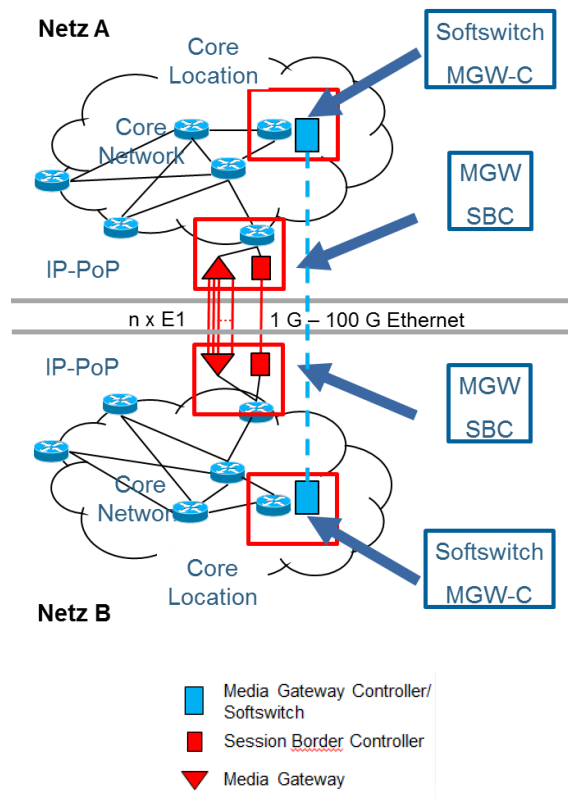 Netz A
Core
Location
Softswitch
MGW-C
Core
Network
MGW
SBC
IP-PoP
n x E1
1 G – 100 G Ethernet
IP-PoP
MGW
SBC
Core
Network
Softswitch
MGW-C
Core
Location
Netz B
Media Gateway Controller/
Softswitch
Session Border Controller
Media Gateway